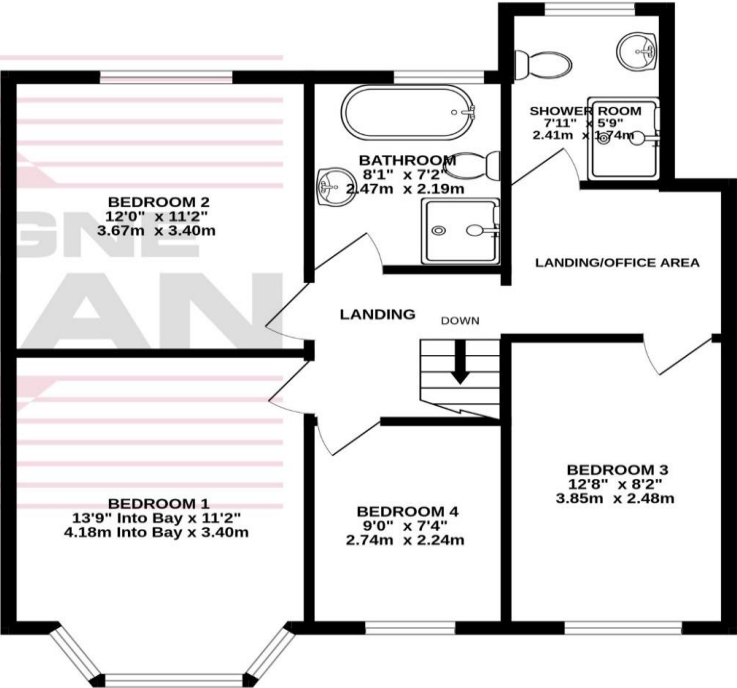 SHOWER ROOM
7'11" x 5'9"
2.41m x 1.74m
BATHROOM
8'1" x 7'2"
2.47m x 2.19m
BEDROOM 2
12'0" x 11'2"
3.67m x 3.40m
GNE
AN
LANDING/OFFICE AREA
LANDING
DOWN
BEDROOM 3
12'8" x 8'2"
3.85m x 2.48m
BEDROOM 1
13'9" Into Bay x 11'2"
4.18m Into Bay x 3.40m
BEDROOM 4
9'0" x 7'4"
2.74m x 2.24m